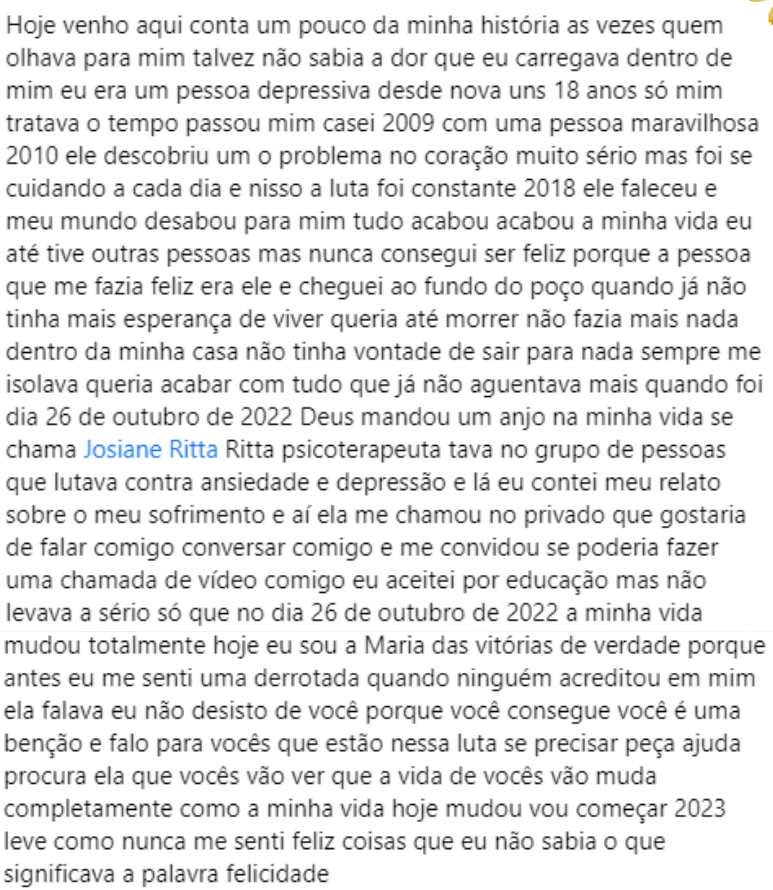 Hoje venho aqui conta um pouco da minha história as vezes quem
olhava para mim talvez não sabia a dor que eu carregava dentro de
mim eu era um pessoa depressiva desde nova uns 18 anos só mim
tratava o tempo passou mim casei 2009 com uma pessoa maravilhosa
2010 ele descobriu um o problema no coração muito sério mas foi se
cuidando a cada dia e nisso a luta foi constante 2018 ele faleceu e
meu mundo desabou para mim tudo acabou acabou a minha vida eu
até tive outras pessoas mas nunca consegui ser feliz porque a pessoa
que me fazia feliz era ele e cheguei ao fundo do poço quando já não
tinha mais esperança de viver queria até morrer não fazia mais nada
dentro da minha casa não tinha vontade de sair para nada sempre me
isolava queria acabar com tudo que já não aguentava mais quando foi
dia 26 de outubro de 2022 Deus mandou um anjo na minha vida se
chama Josiane Ritta Ritta psicoterapeuta tava no grupo de pessoas
que lutava contra ansiedade e depressão e lá eu contei meu relato
sobre o meu sofrimento e aí ela me chamou no privado que gostaria
de falar comigo conversar comigo e me convidou se poderia fazer
uma chamada de vídeo comigo eu aceitei por educação mas não
levava a sério só que no dia 26 de outubro de 2022 a minha vida
mudou totalmente hoje eu sou a Maria das vitórias de verdade porque
antes eu me senti uma derrotada quando ninguém acreditou em mim
ela falava eu não desisto de você porque você consegue você é uma
benção e falo para vocês que estão nessa luta se precisar peça ajuda
procura ela que vocês vão ver que a vida de vocês vão muda
completamente como a minha vida hoje mudou vou começar 2023
leve como nunca me senti feliz coisas que eu não sabia o que
significava a palavra felicidade